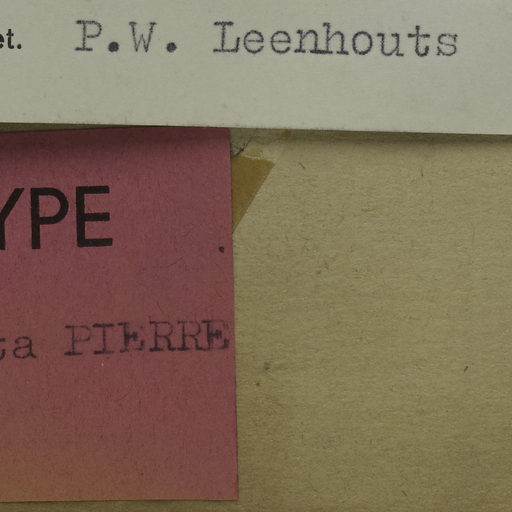 et. P.W. Leenhouts
YPE
ta PIERRE